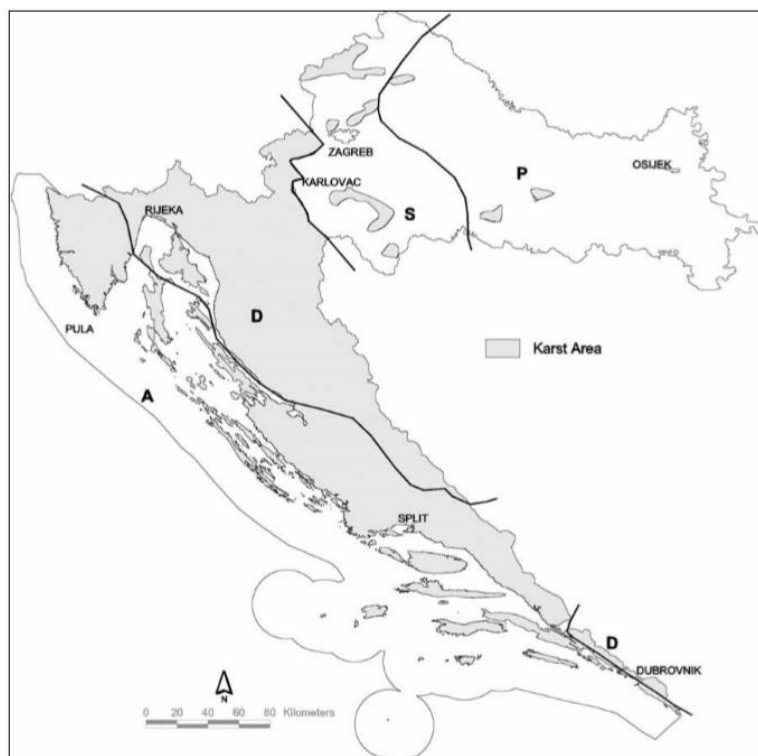 ZAGREB
OSIJEK
P
KARLOVAC
S
RIJEKA
D
PULA
Karst Area
A
SPLIT
D
DUBROVNIK
N
0 20 40 60 80 Kilometers